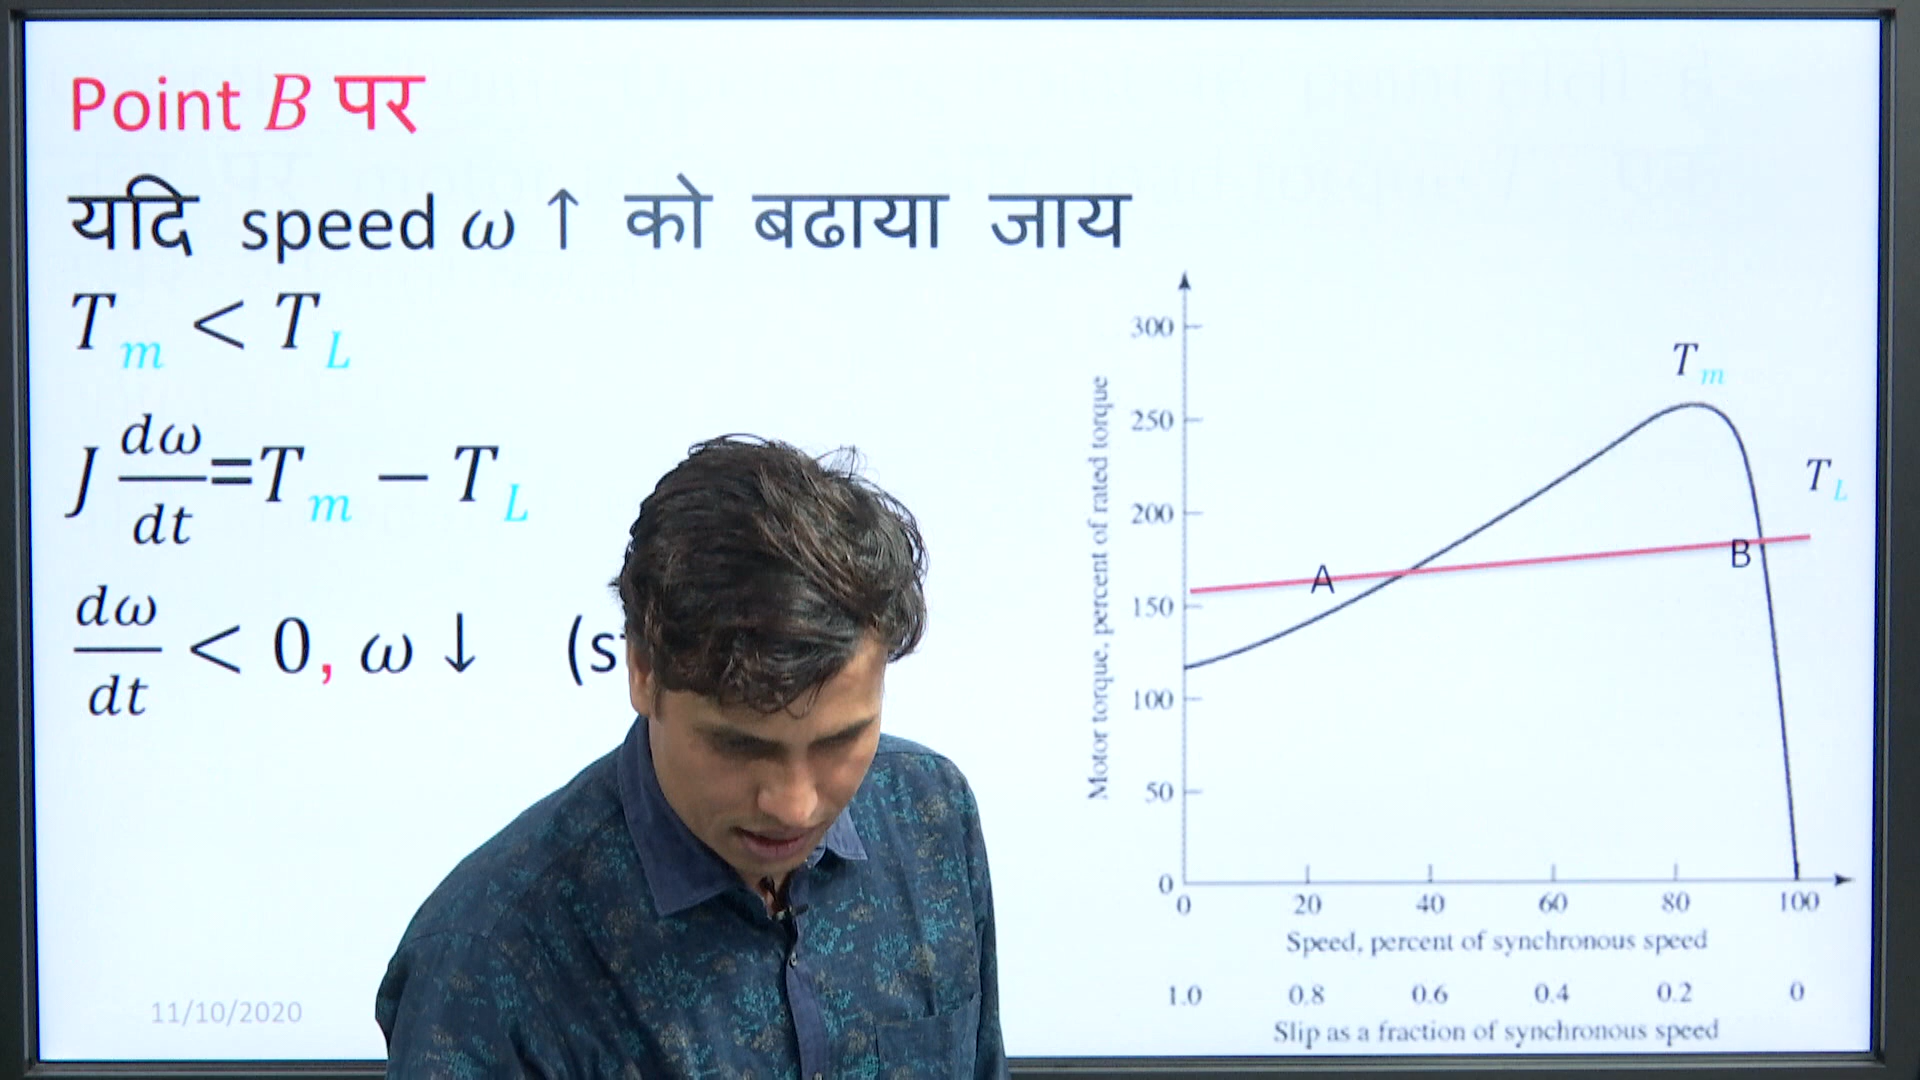 Point B पर
यदि speed ω ↑ को बढाया जाय
T_m < T_L
J dω/dt = T_m − T_L
dω/dt < 0, ω ↓
300
250
200
150
100
50
0
Motor torque, percent of rated torque
T_m
T_L
A
B
0 20 40 60 80 100
Speed, percent of synchronous speed
1.0 0.8 0.6 0.4 0.2 0
Slip as a fraction of synchronous speed
11/10/2020